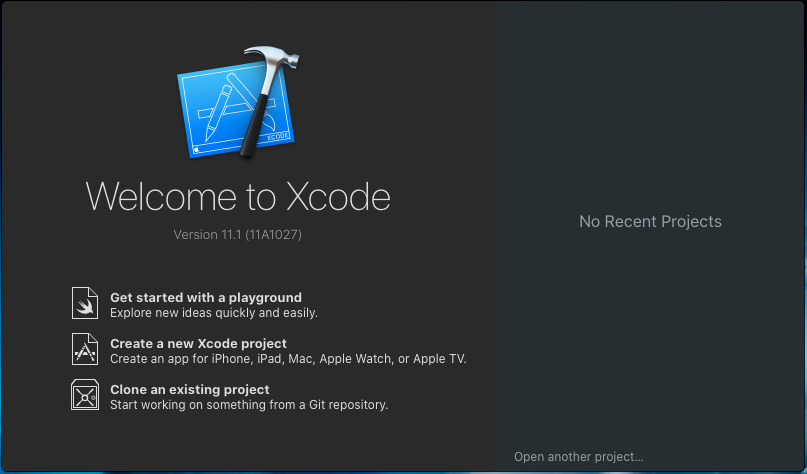 XCODE
Welcome to Xcode
Version 11.1 (11A1027)
No Recent Projects
Get started with a playground
Explore new ideas quickly and easily.
Create a new Xcode project
Create an app for iPhone, iPad, Mac, Apple Watch, or Apple TV.
Clone an existing project
Start working on something from a Git repository.
Open another project...